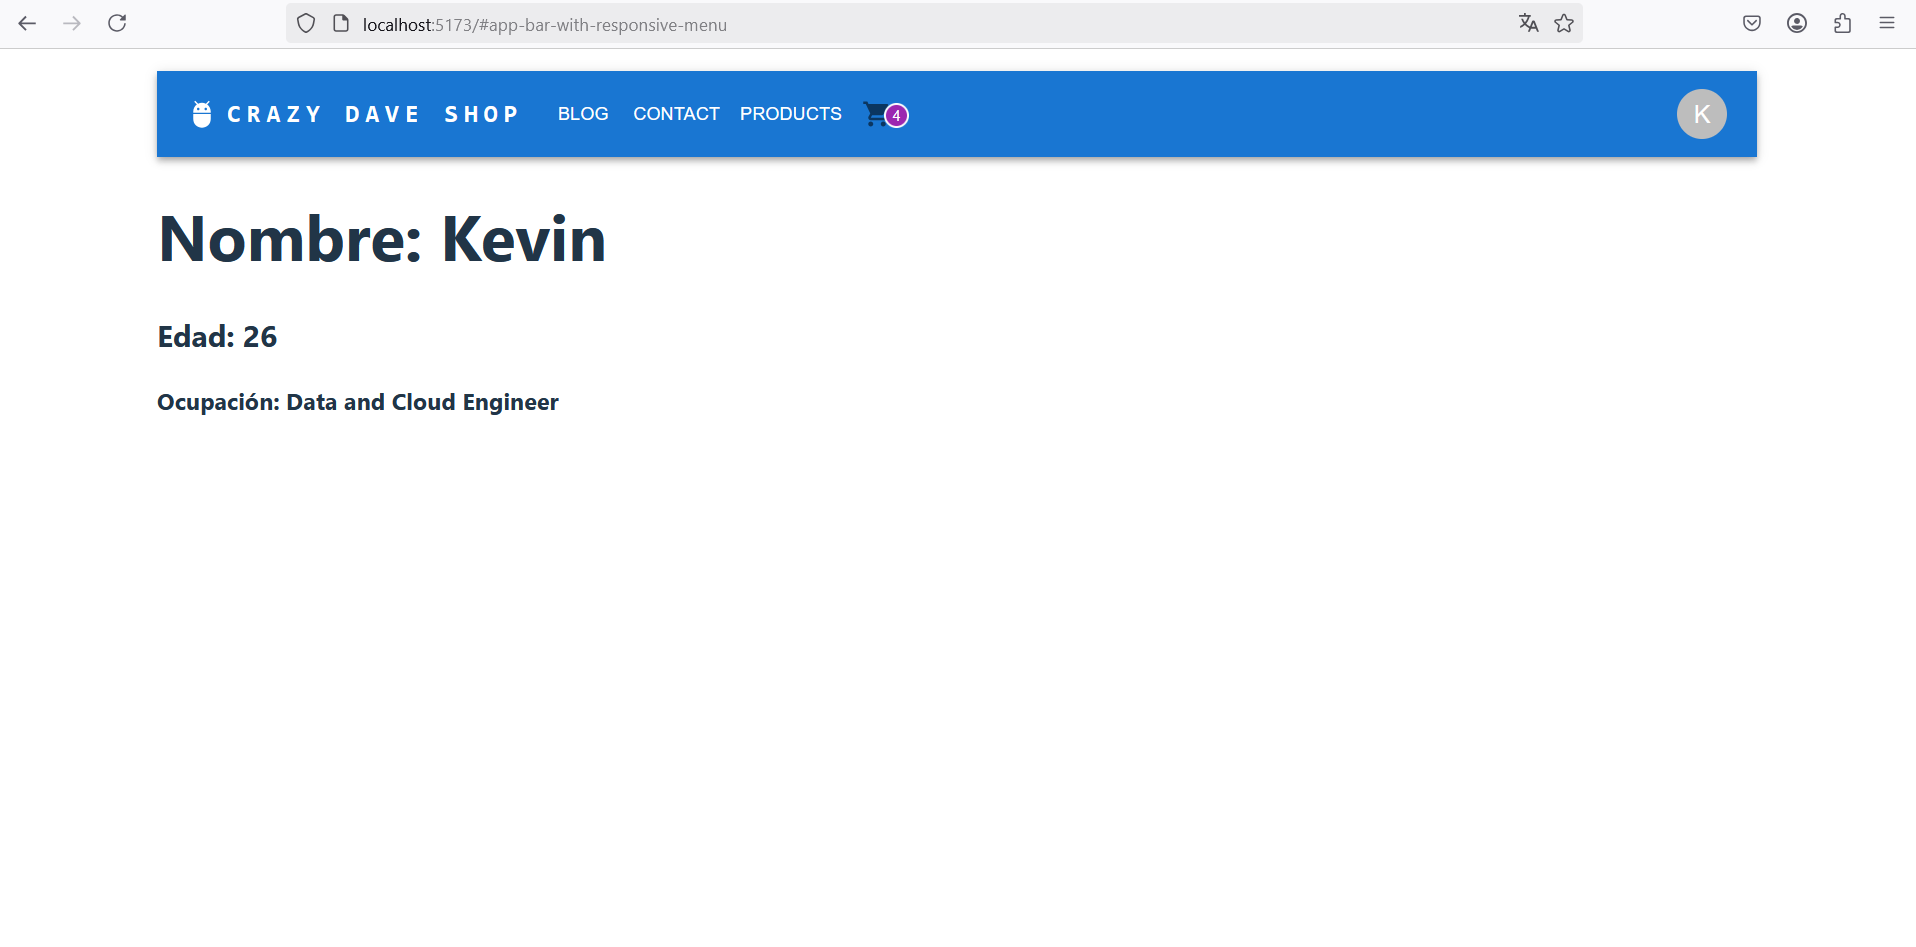 localhost:5173/#app-bar-with-responsive-menu
CRAZY DAVE SHOP BLOG CONTACT PRODUCTS 4 K
Nombre: Kevin
Edad: 26
Ocupación: Data and Cloud Engineer